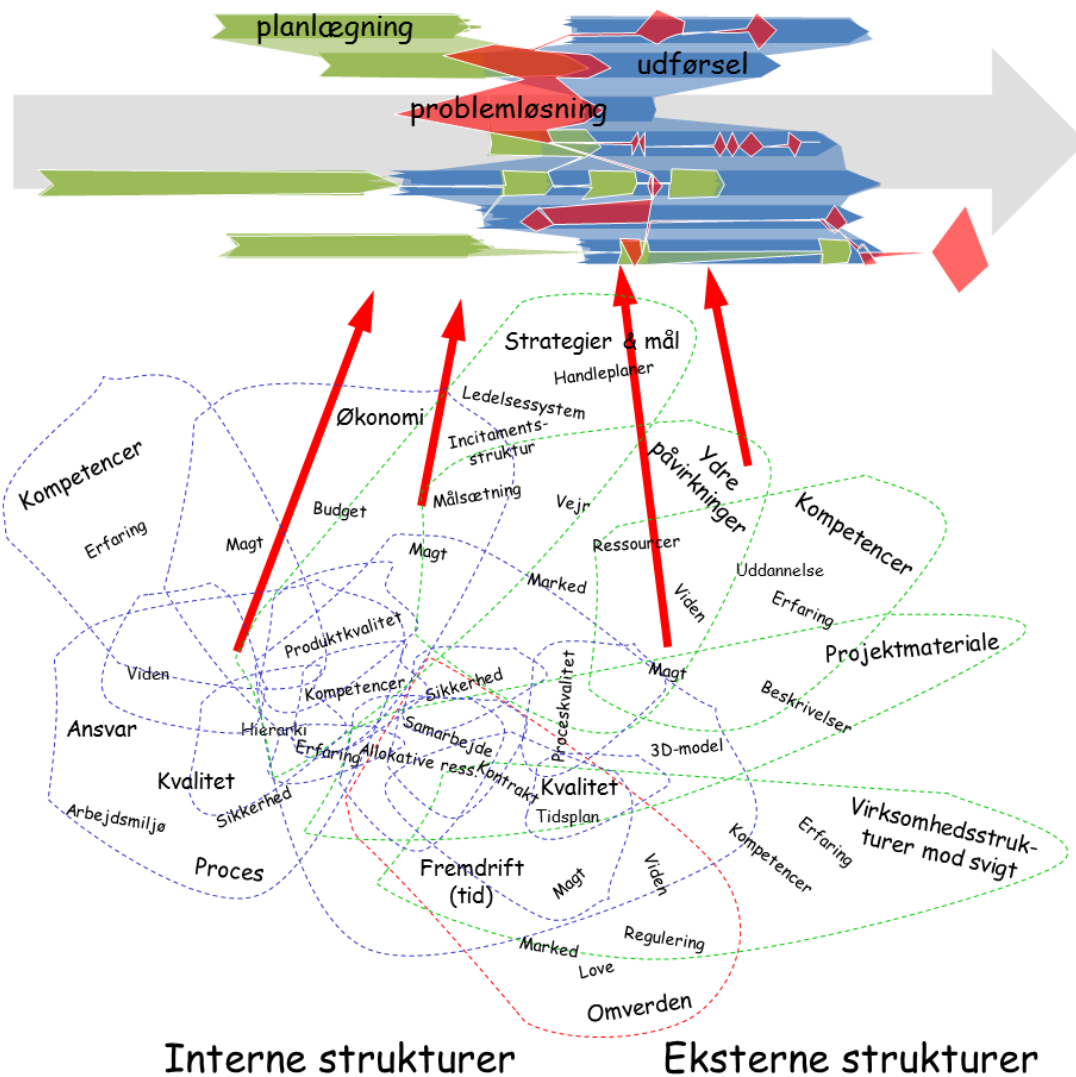 planlægning
udførsel
problemløsning
Strategier & mål
Handleplaner
Ledelsessystem
Økonomi
Incitaments-
struktur
Ydre
påvirkninger
Kompetencer
Målsætning
Vejr
Kompetencer
Budget
Erfaring
Magt
Magt
Ressourcer
Marked
Uddannelse
Viden
Erfaring
Produktkvalitet
Projektmateriale
Viden
Kompetencer
Sikkerhed
Proceskvalitet
Magt
Beskrivelser
Ansvar
Hierarki
Erfaring
Samarbejde
Allokative ress.
3D-model
Kvalitet
Kontrakt
Kvalitet
Sikkerhed
Arbejdsmiljø
Tidsplan
Virksomhedsstruk-
turer mod svigt
Erfaring
Kompetencer
Proces
Fremdrift
(tid)
Magt
Viden
Regulering
Marked
Love
Omverden
Interne strukturer
Eksterne strukturer